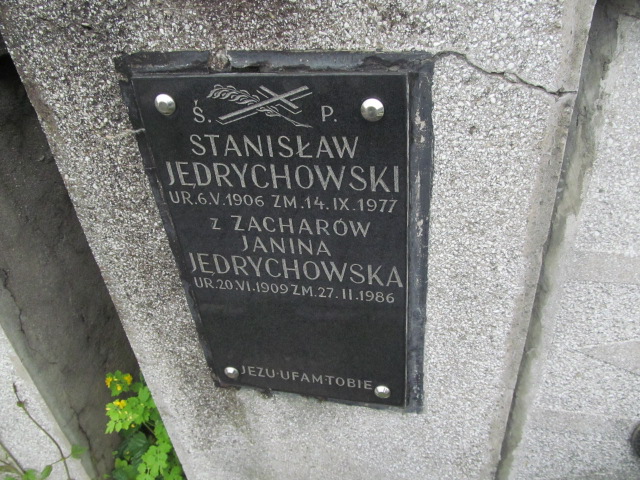 Ś. P.
STANISŁAW
JĘDRYCHOWSKI
UR.6.V.1906 ZM.14.IX.1977
Z ZACHARÓW
JANINA
JĘDRYCHOWSKA
UR.20.VI.1909 ZM.27.II.1986
JEZU·UFAM·TOBIE